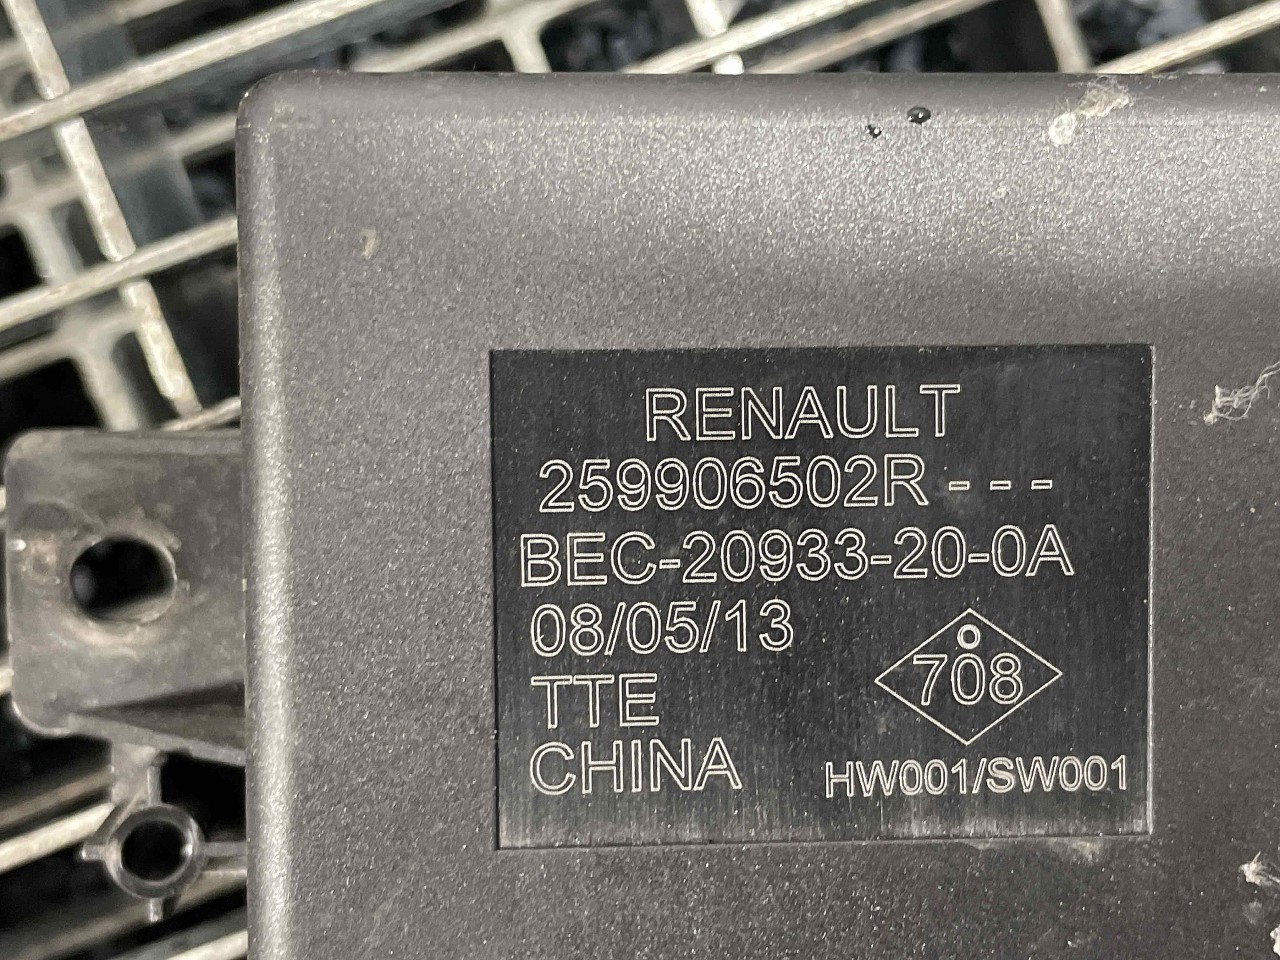 RENAULT
259906502R - - -
BEC-20933-20-0A
08/05/13
TTE
CHINA
708
HW001/SW001